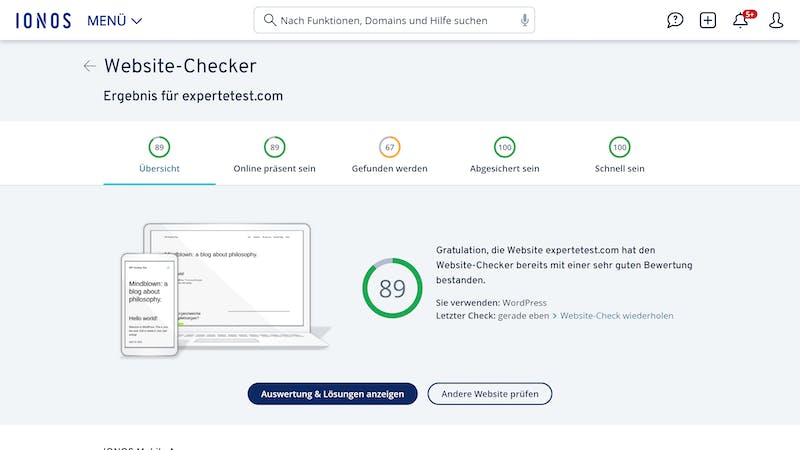 IONOS MENÜ Nach Funktionen, Domains und Hilfe suchen 5+
Website-Checker
Ergebnis für expertetest.com
89 89 67 100 100
Übersicht Online präsent sein Gefunden werden Abgesichert sein Schnell sein
Mindblown: a blog about philosophy.
Mindblown: a
blog about
philosophy.
Hello world!
89
Gratulation, die Website expertetest.com hat den
Website-Checker bereits mit einer sehr guten Bewertung
bestanden.
Sie verwenden: WordPress
Letzter Check: gerade eben > Website-Check wiederholen
Auswertung & Lösungen anzeigen Andere Website prüfen